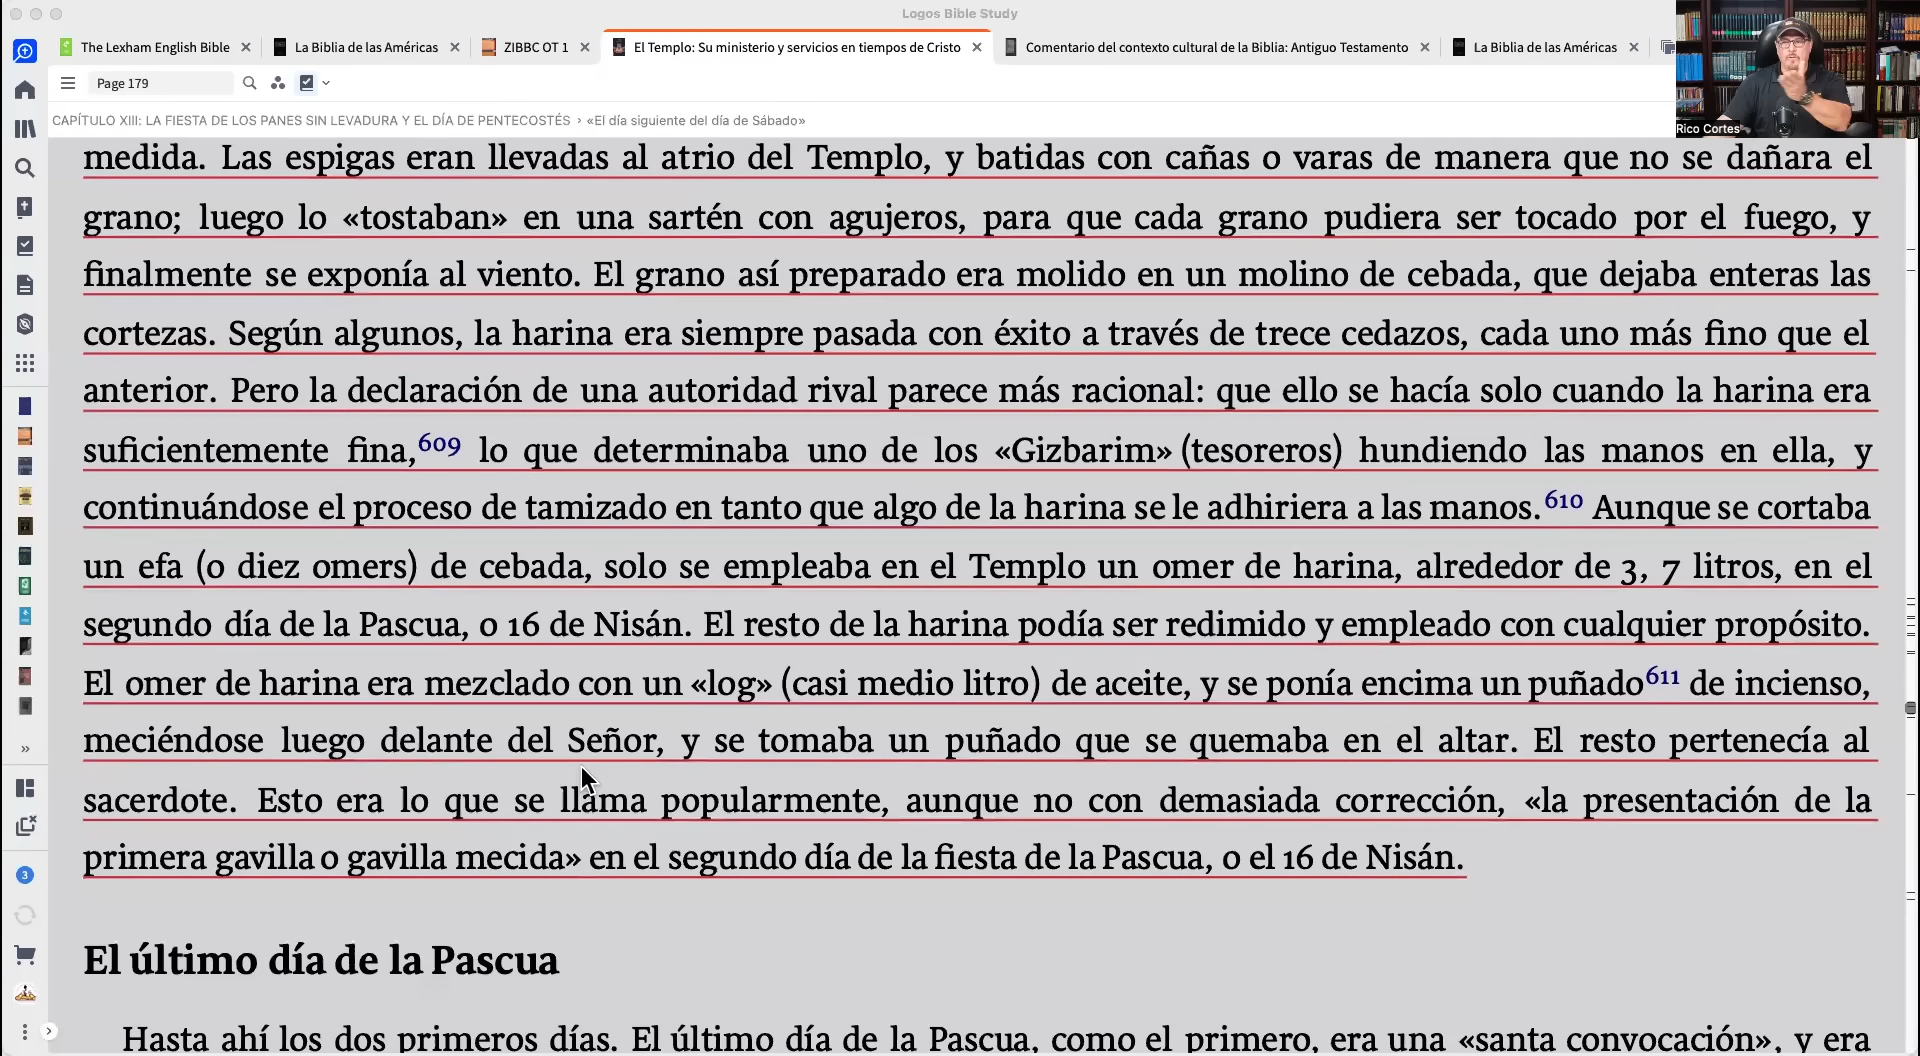 Logos Bible Study
The Lexham English Bible
La Biblia de las Américas
ZIBBC OT 1
El Templo: Su ministerio y servicios en tiempos de Cristo
Comentario del contexto cultural de la Biblia: Antiguo Testamento
La Biblia de las Américas
Page 179
Rico Cortes
CAPÍTULO XIII: LA FIESTA DE LOS PANES SIN LEVADURA Y EL DÍA DE PENTECOSTÉS › «El día siguiente del día de Sábado»
medida. Las espigas eran llevadas al atrio del Templo, y batidas con cañas o varas de manera que no se dañara el
grano; luego lo «tostaban» en una sartén con agujeros, para que cada grano pudiera ser tocado por el fuego, y
finalmente se exponía al viento. El grano así preparado era molido en un molino de cebada, que dejaba enteras las
cortezas. Según algunos, la harina era siempre pasada con éxito a través de trece cedazos, cada uno más fino que el
anterior. Pero la declaración de una autoridad rival parece más racional: que ello se hacía solo cuando la harina era
suficientemente fina,609 lo que determinaba uno de los «Gizbarim» (tesoreros) hundiendo las manos en ella, y
continuándose el proceso de tamizado en tanto que algo de la harina se le adhiriera a las manos.610 Aunque se cortaba
un efa (o diez omers) de cebada, solo se empleaba en el Templo un omer de harina, alrededor de 3, 7 litros, en el
segundo día de la Pascua, o 16 de Nisán. El resto de la harina podía ser redimido y empleado con cualquier propósito.
El omer de harina era mezclado con un «log» (casi medio litro) de aceite, y se ponía encima un puñado611 de incienso,
meciéndose luego delante del Señor, y se tomaba un puñado que se quemaba en el altar. El resto pertenecía al
sacerdote. Esto era lo que se llama popularmente, aunque no con demasiada corrección, «la presentación de la
primera gavilla o gavilla mecida» en el segundo día de la fiesta de la Pascua, o el 16 de Nisán.
El último día de la Pascua
Hasta ahí los dos primeros días. El último día de la Pascua, como el primero, era una «santa convocación», y era
3